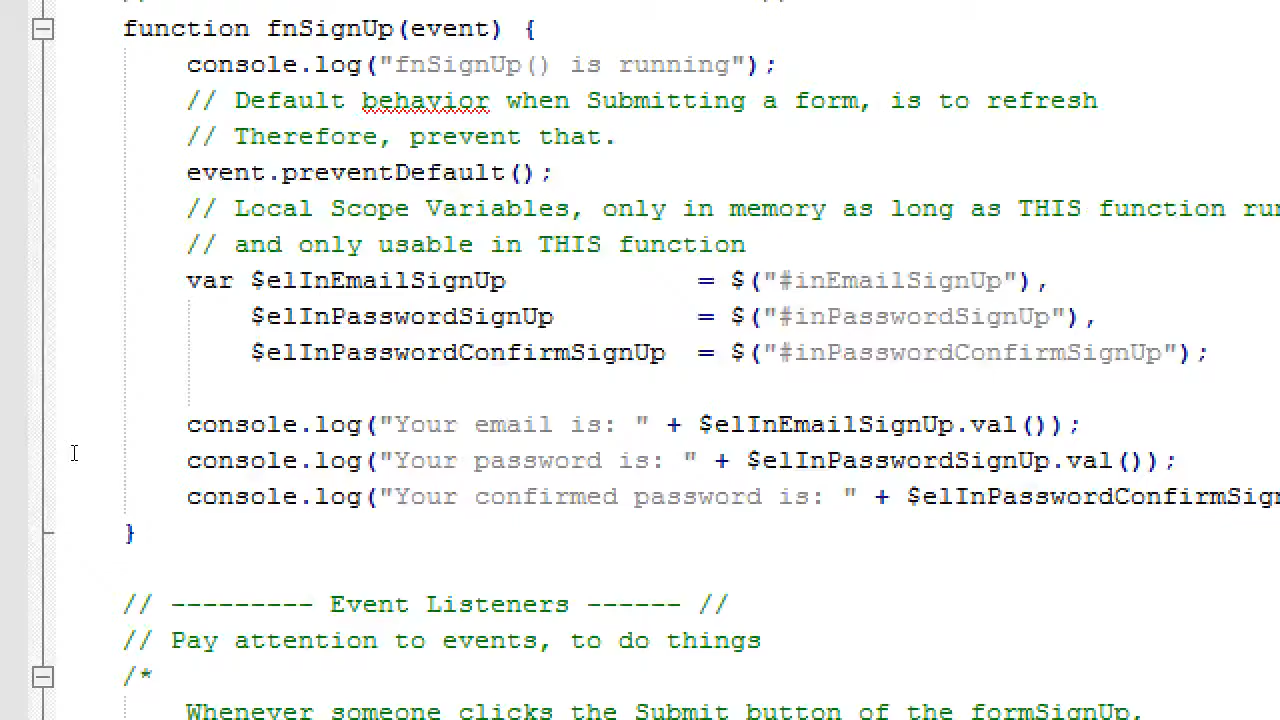 function fnSignUp(event) {
console.log("fnSignUp() is running");
// Default behavior when Submitting a form, is to refresh
// Therefore, prevent that.
event.preventDefault();
// Local Scope Variables, only in memory as long as THIS function
// and only usable in THIS function
var $elInEmailSignUp = $("#inEmailSignUp"),
$elInPasswordSignUp = $("#inPasswordSignUp"),
$elInPasswordConfirmSignUp = $("#inPasswordConfirmSignUp");
console.log("Your email is: " + $elInEmailSignUp.val());
console.log("Your password is: " + $elInPasswordSignUp.val());
console.log("Your confirmed password is: " + $elInPasswordConfirmSign
}
// --------- Event Listeners ------ //
// Pay attention to events, to do things
/*
Whenever someone clicks the Submit button of the formSignUp,